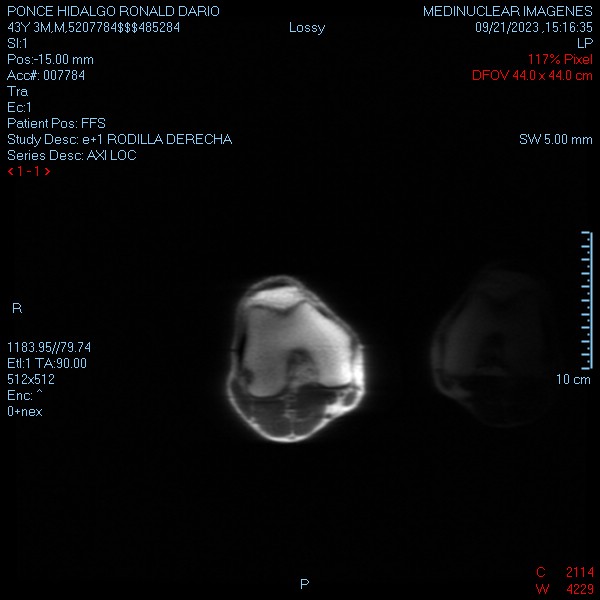 PONCE HIDALGO RONALD DARIO
43Y 3M,M,5207784$$$485284
Sl:1
Pos:-15.00 mm
Acc#: 007784
Tra
Ec:1
Patient Pos: FFS
Study Desc: e+1 RODILLA DERECHA
Series Desc: AXI LOC
< 1 - 1 >
Lossy
MEDINUCLEAR IMAGENES
09/21/2023 ,15:16:35
LP
117% Pixel
DFOV 44.0 x 44.0 cm
SW 5.00 mm
R
1183.95//79.74
Etl:1 TA:90.00
512x512
Enc: ^
0+nex
10 cm
P
C 2114
W 4229